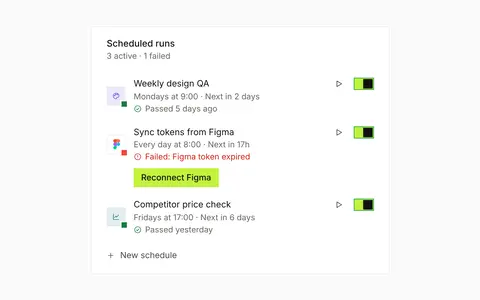 Scheduled runs
3 active · 1 failed
Weekly design QA
Mondays at 9:00 · Next in 2 days
Passed 5 days ago
Sync tokens from Figma
Every day at 8:00 · Next in 17h
Failed: Figma token expired
Reconnect Figma
Competitor price check
Fridays at 17:00 · Next in 6 days
Passed yesterday
+ New schedule